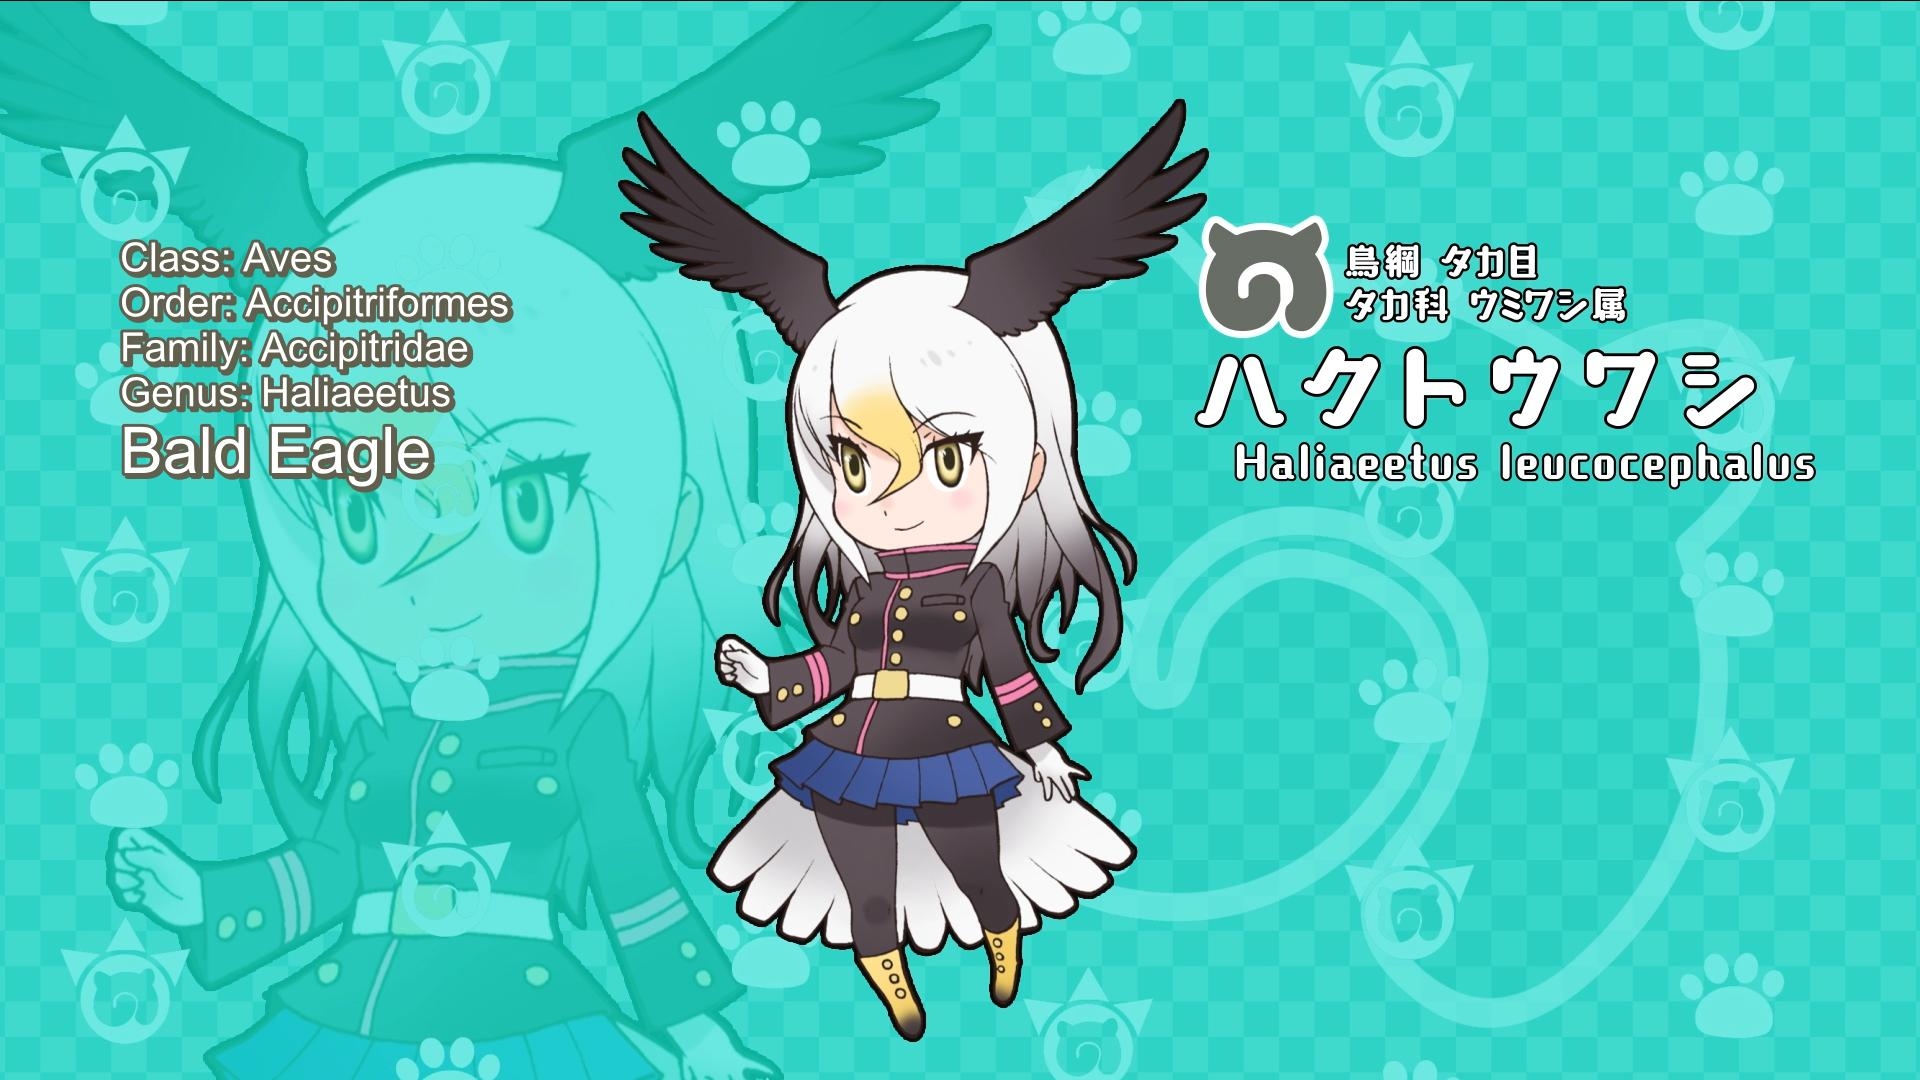 Class: Aves
Order: Accipitriformes
Family: Accipitridae
Genus: Haliaeetus
Bald Eagle
鳥綱 タカ目
タカ科 ウミワシ属
ハクトウワシ
Haliaeetus leucocephalus